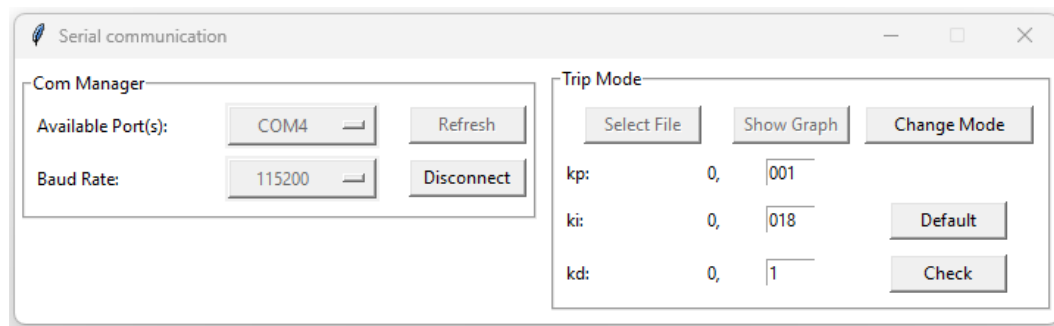 Serial communication
Com Manager
Available Port(s): COM4 Refresh
Baud Rate: 115200 Disconnect
Trip Mode
Select File Show Graph Change Mode
kp: 0, 001
ki: 0, 018 Default
kd: 0, 1 Check